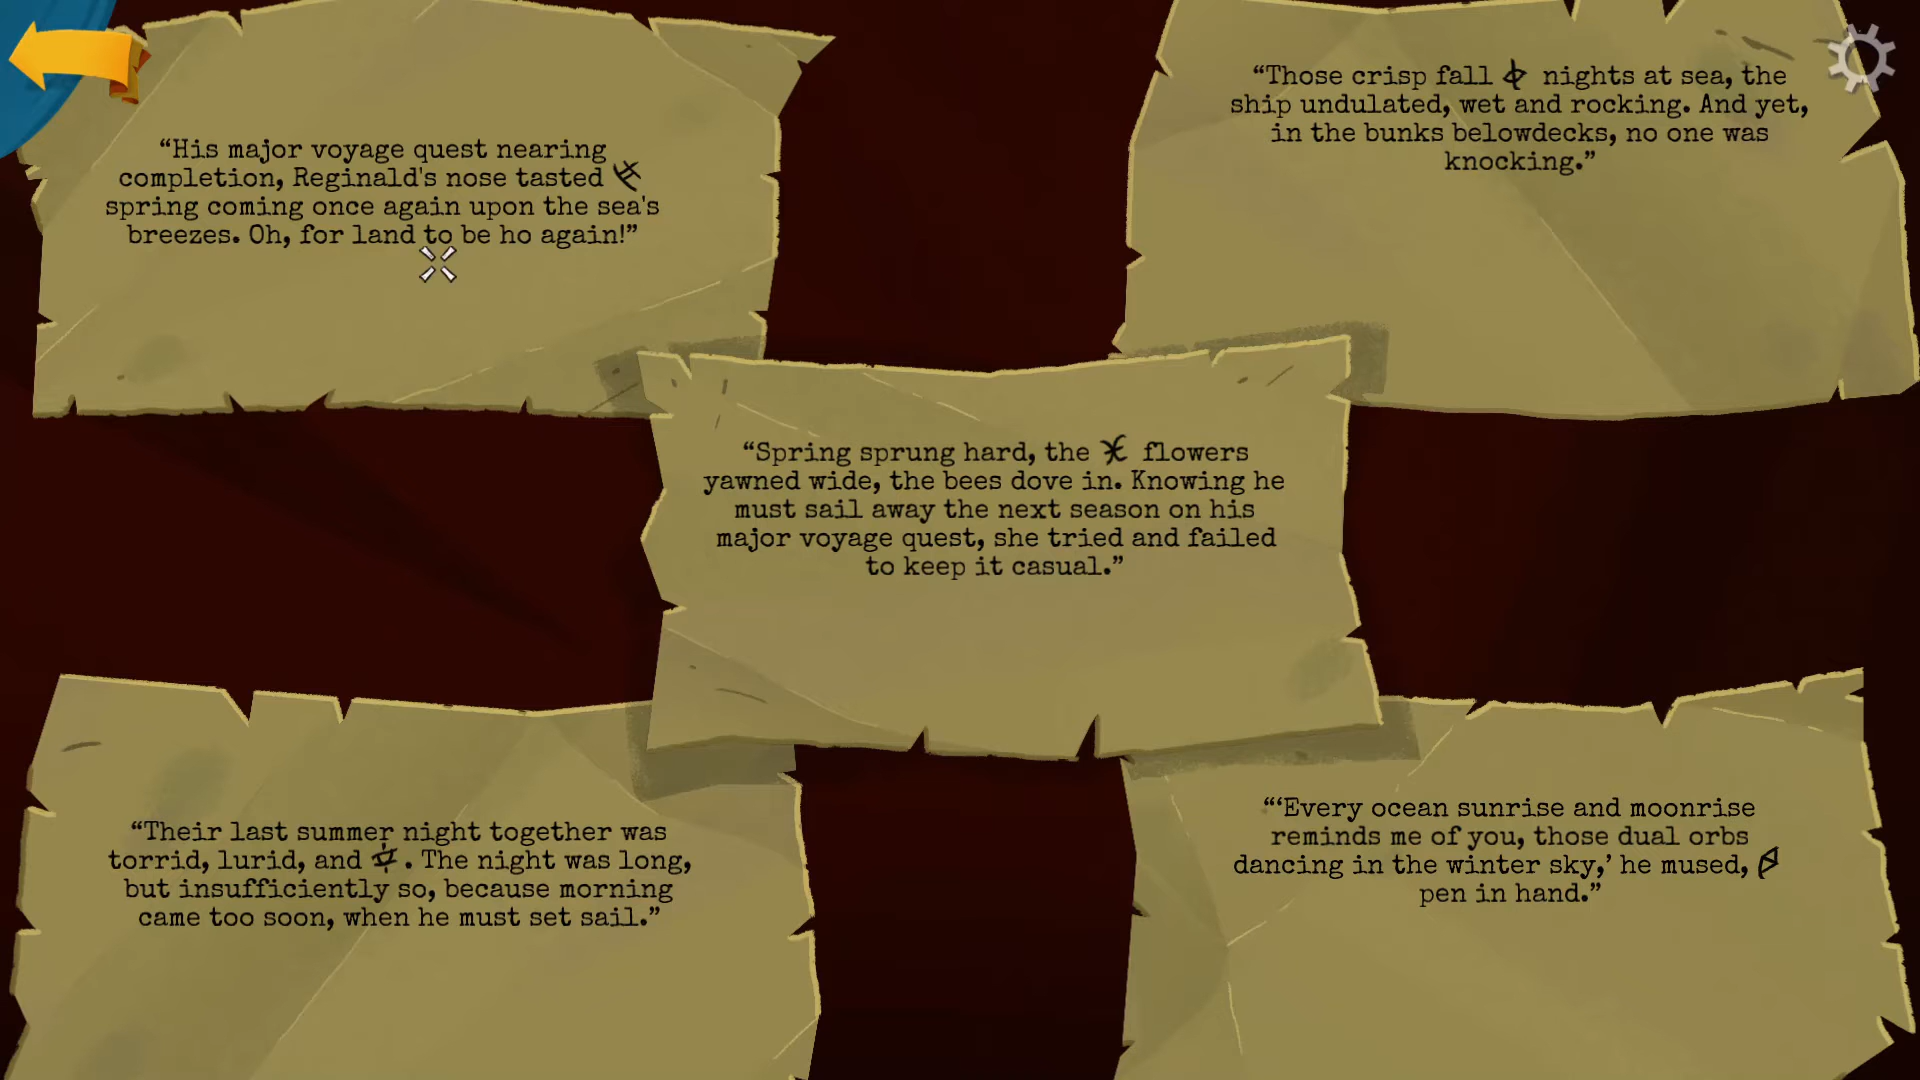 “His major voyage quest nearing
completion, Reginald's nose tasted
spring coming once again upon the sea's
breezes. Oh, for land to be ho again!”
“Those crisp fall nights at sea, the
ship undulated, wet and rocking. And yet,
in the bunks belowdecks, no one was
knocking.”
“Spring sprung hard, the flowers
yawned wide, the bees dove in. Knowing he
must sail away the next season on his
major voyage quest, she tried and failed
to keep it casual.”
“Their last summer night together was
torrid, lurid, and . The night was long,
but insufficiently so, because morning
came too soon, when he must set sail.”
“‘Every ocean sunrise and moonrise
reminds me of you, those dual orbs
dancing in the winter sky,’ he mused,
pen in hand.”